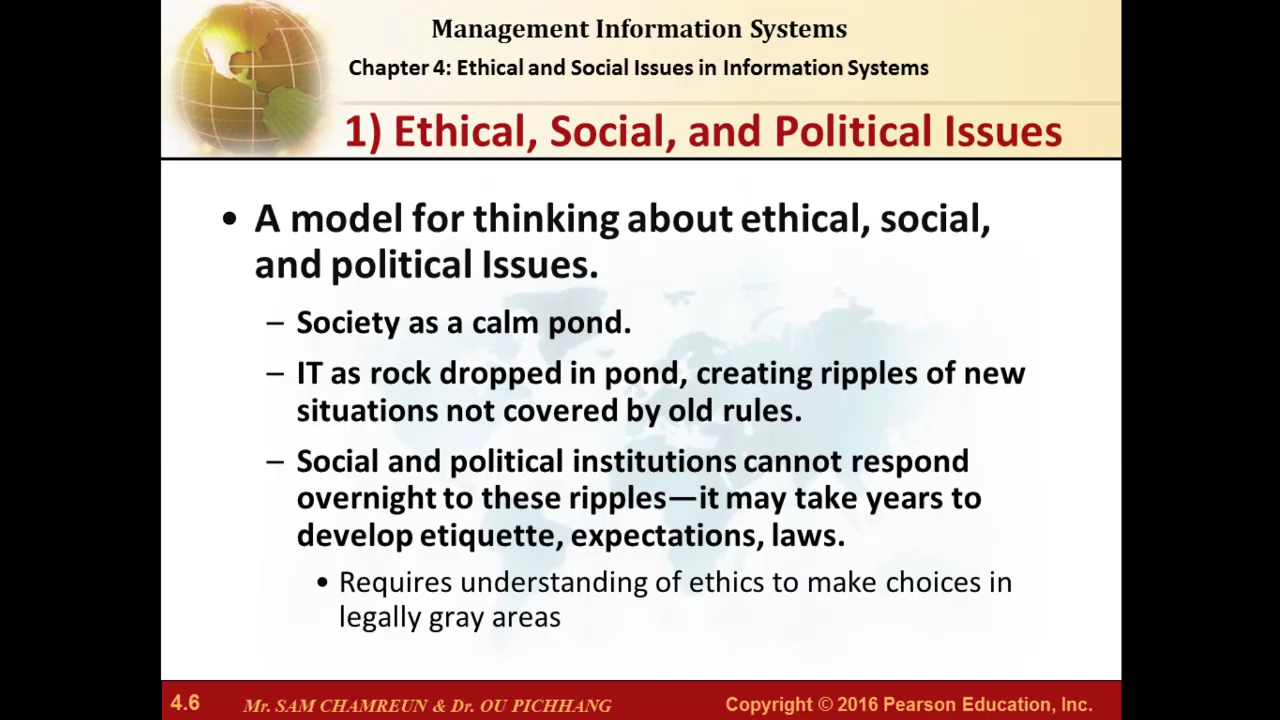 Management Information Systems
Chapter 4: Ethical and Social Issues in Information Systems
1) Ethical, Social, and Political Issues
• A model for thinking about ethical, social,
and political Issues.
– Society as a calm pond.
– IT as rock dropped in pond, creating ripples of new
situations not covered by old rules.
– Social and political institutions cannot respond
overnight to these ripples—it may take years to
develop etiquette, expectations, laws.
• Requires understanding of ethics to make choices in
legally gray areas
4.6 Mr. SAM CHAMREUN & Dr. OU PICHHANG Copyright © 2016 Pearson Education, Inc.